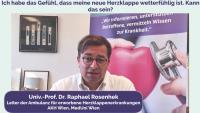 Ich habe das Gefühl, dass meine neue Herzklappe wetterfühlig ist. Kann
das sein?
"Wir informieren, unterstützen,
betreuen, vermitteln Wissen
zur Krankheit."
Univ.-Prof. Dr. Raphael Rosenhek
Leiter der Ambulanz für erworbene Herzklappenerkrankungen
AKH Wien, MedUni Wien